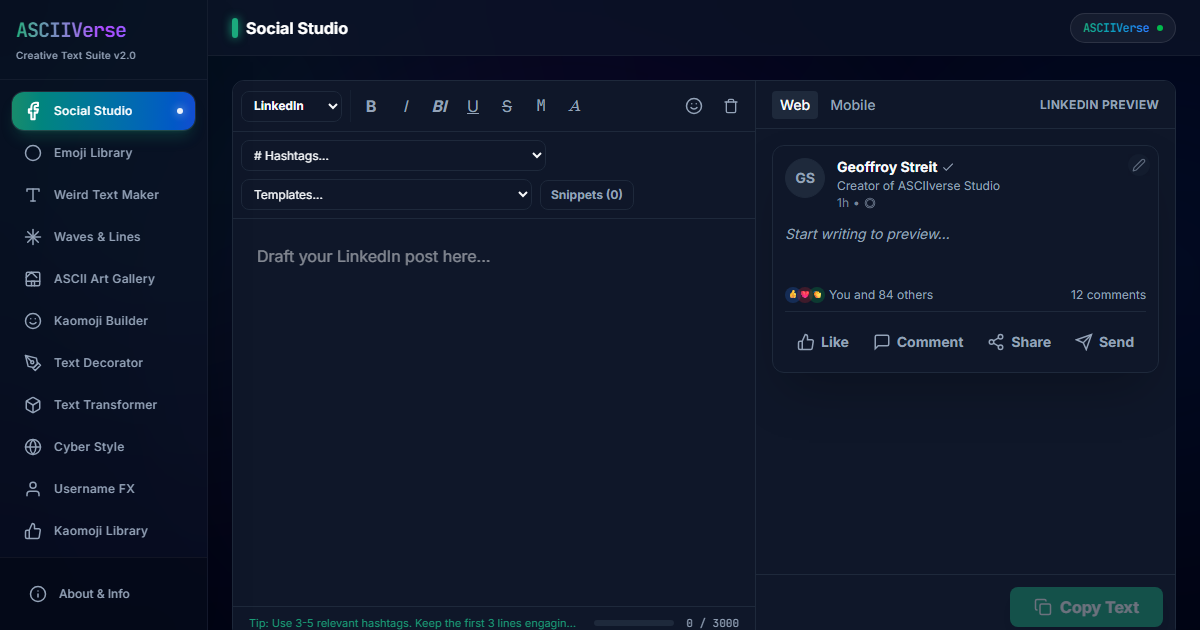 ASCIIVerse
Creative Text Suite v2.0
Social Studio
Emoji Library
Weird Text Maker
Waves & Lines
ASCII Art Gallery
Kaomoji Builder
Text Decorator
Text Transformer
Cyber Style
Username FX
Kaomoji Library
About & Info
Social Studio
ASCIIVerse
LinkedIn
B I BI U S M A
# Hashtags...
Templates...
Snippets (0)
Draft your LinkedIn post here...
Tip: Use 3-5 relevant hashtags. Keep the first 3 lines engagin...
0 / 3000
Web Mobile
LINKEDIN PREVIEW
GS
Geoffroy Streit
Creator of ASCIIverse Studio
1h •
Start writing to preview...
You and 84 others
12 comments
Like Comment Share Send
Copy Text